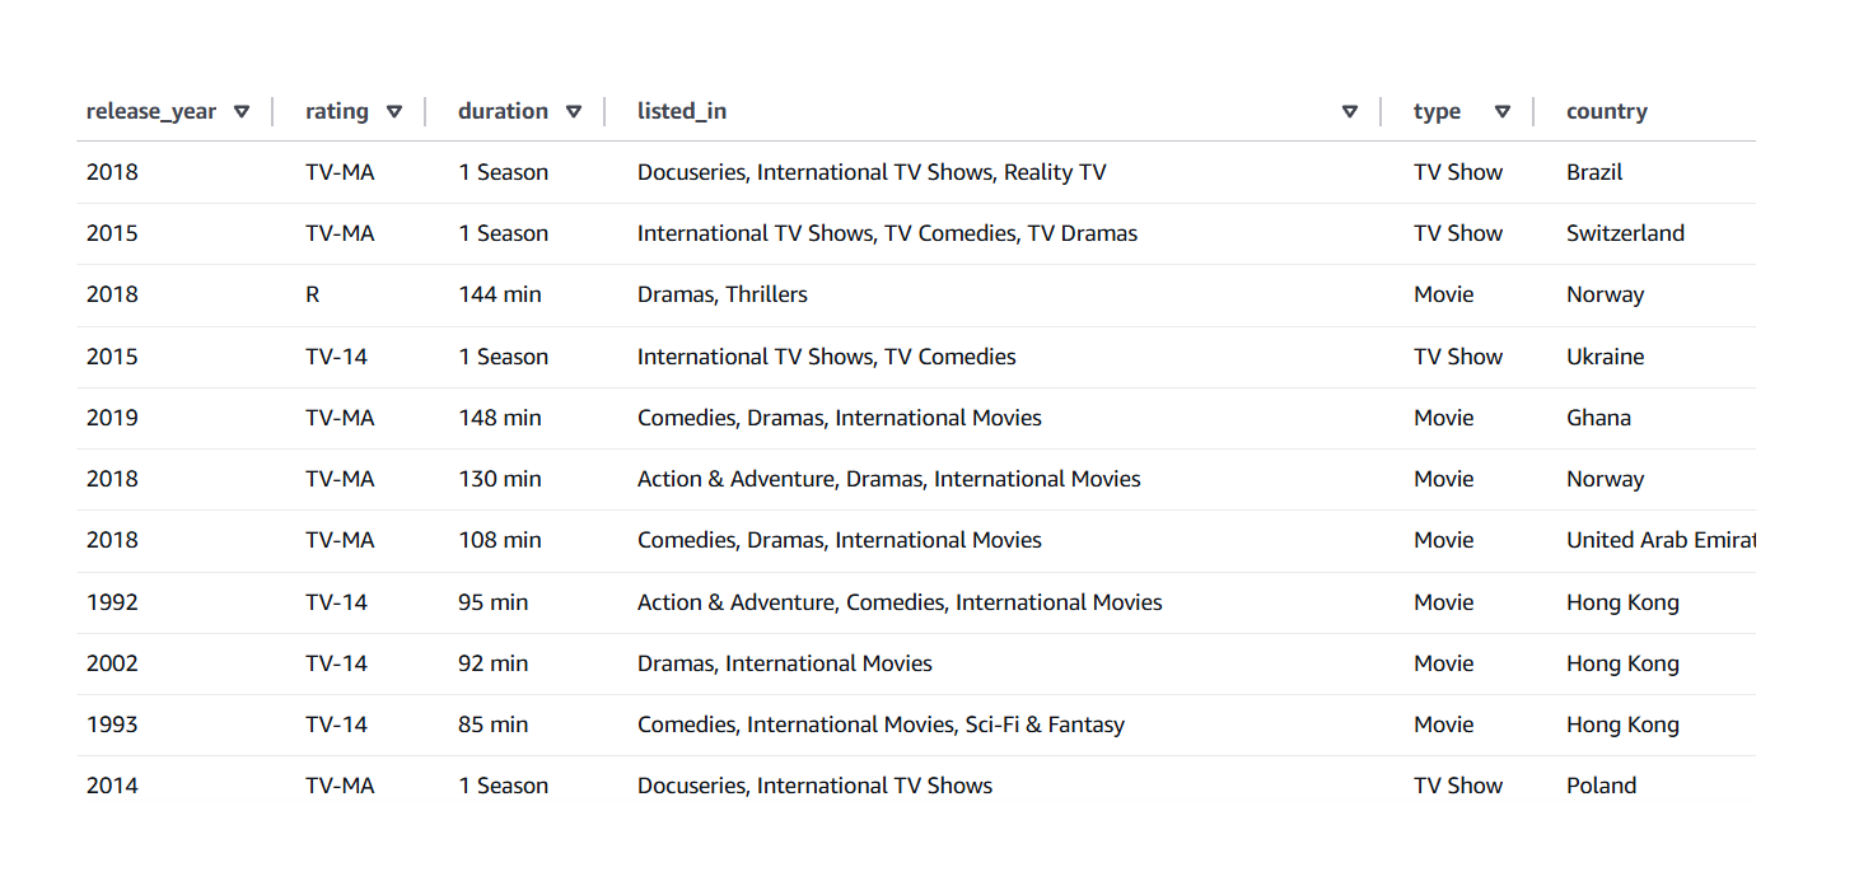 release_year rating duration listed_in type country
2018 TV-MA 1 Season Docuseries, International TV Shows, Reality TV TV Show Brazil
2015 TV-MA 1 Season International TV Shows, TV Comedies, TV Dramas TV Show Switzerland
2018 R 144 min Dramas, Thrillers Movie Norway
2015 TV-14 1 Season International TV Shows, TV Comedies TV Show Ukraine
2019 TV-MA 148 min Comedies, Dramas, International Movies Movie Ghana
2018 TV-MA 130 min Action & Adventure, Dramas, International Movies Movie Norway
2018 TV-MA 108 min Comedies, Dramas, International Movies Movie United Arab Emirat
1992 TV-14 95 min Action & Adventure, Comedies, International Movies Movie Hong Kong
2002 TV-14 92 min Dramas, International Movies Movie Hong Kong
1993 TV-14 85 min Comedies, International Movies, Sci-Fi & Fantasy Movie Hong Kong
2014 TV-MA 1 Season Docuseries, International TV Shows TV Show Poland